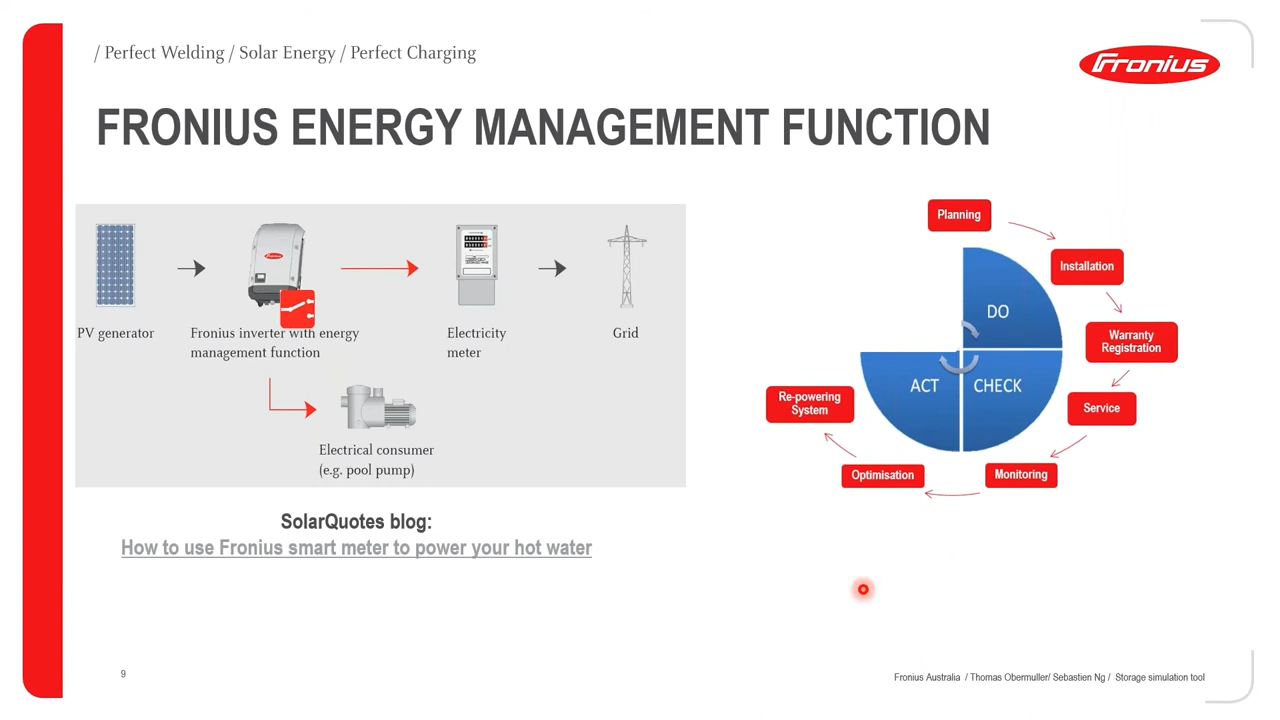 / Perfect Welding / Solar Energy / Perfect Charging
Fronius
FRONIUS ENERGY MANAGEMENT FUNCTION
PV generator
Fronius inverter with energy
management function
Electricity
meter
Grid
Electrical consumer
(e.g. pool pump)
SolarQuotes blog:
How to use Fronius smart meter to power your hot water
Planning
Installation
Warranty
Registration
Service
Monitoring
Optimisation
Re-powering
System
DO
CHECK
ACT
9
Fronius Australia / Thomas Obermuller/ Sebastien Ng / Storage simulation tool